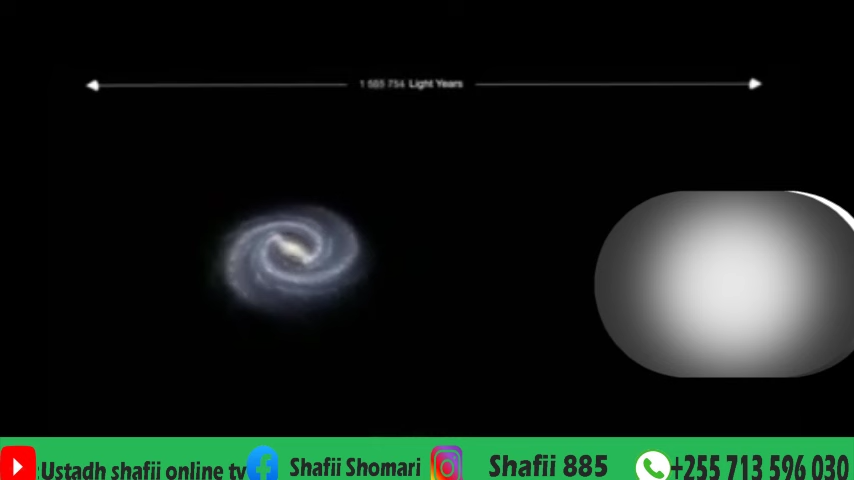 Light Years
:Ustadh shafii online tv Shafii Shomari Shafii 885 +255 713 596 030